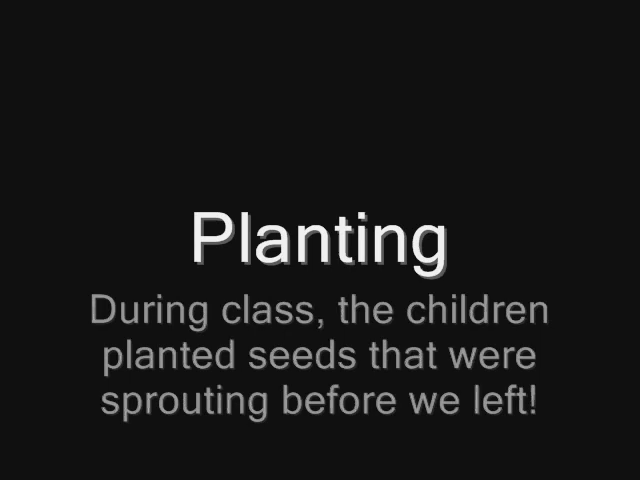 Planting
During class, the children
planted seeds that were
sprouting before we left!